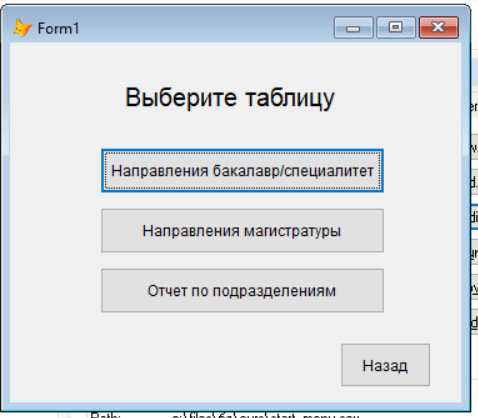 Form1
Выберите таблицу
Направления бакалавр/специалитет
Направления магистратуры
Отчет по подразделениям
Назад